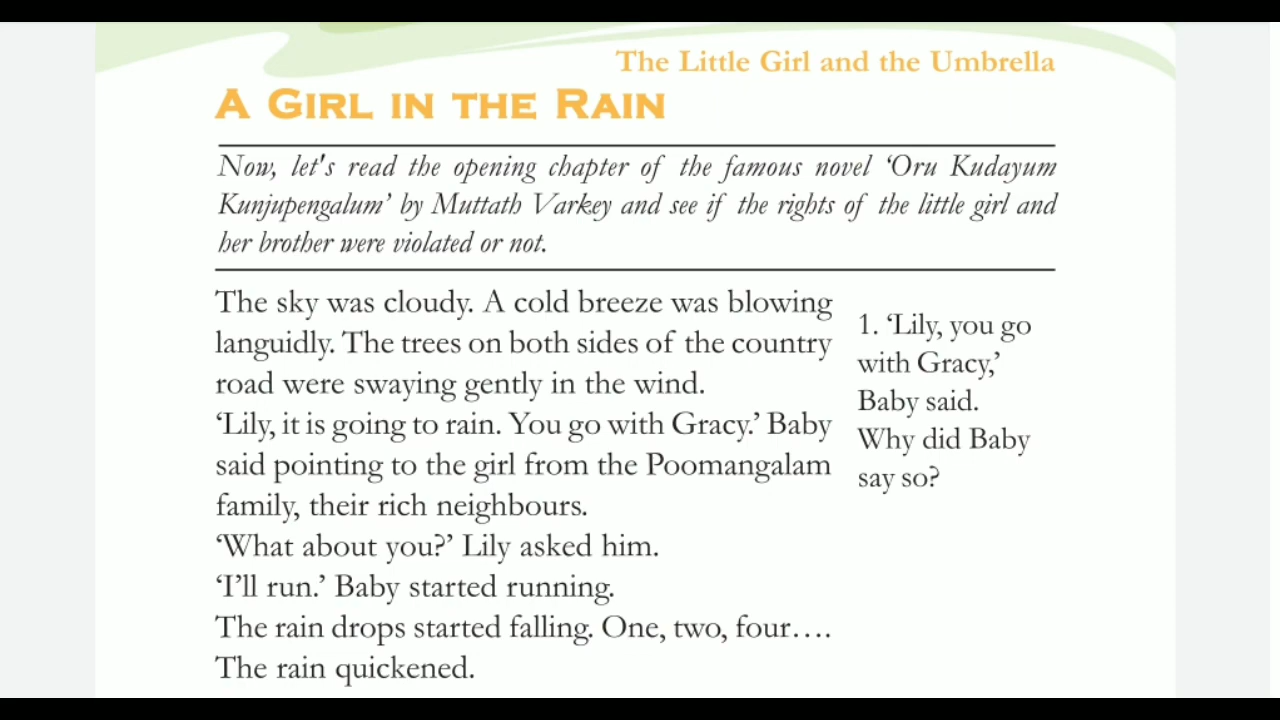 The Little Girl and the Umbrella
A GIRL IN THE RAIN
Now, let's read the opening chapter of the famous novel ‘Oru Kudayum
Kunjupengalum’ by Muttath Varkey and see if the rights of the little girl and
her brother were violated or not.
The sky was cloudy. A cold breeze was blowing
languidly. The trees on both sides of the country
road were swaying gently in the wind.
‘Lily, it is going to rain. You go with Gracy.’ Baby
said pointing to the girl from the Poomangalam
family, their rich neighbours.
‘What about you?’ Lily asked him.
‘I’ll run.’ Baby started running.
The rain drops started falling. One, two, four….
The rain quickened.
1. ‘Lily, you go
with Gracy,’
Baby said.
Why did Baby
say so?